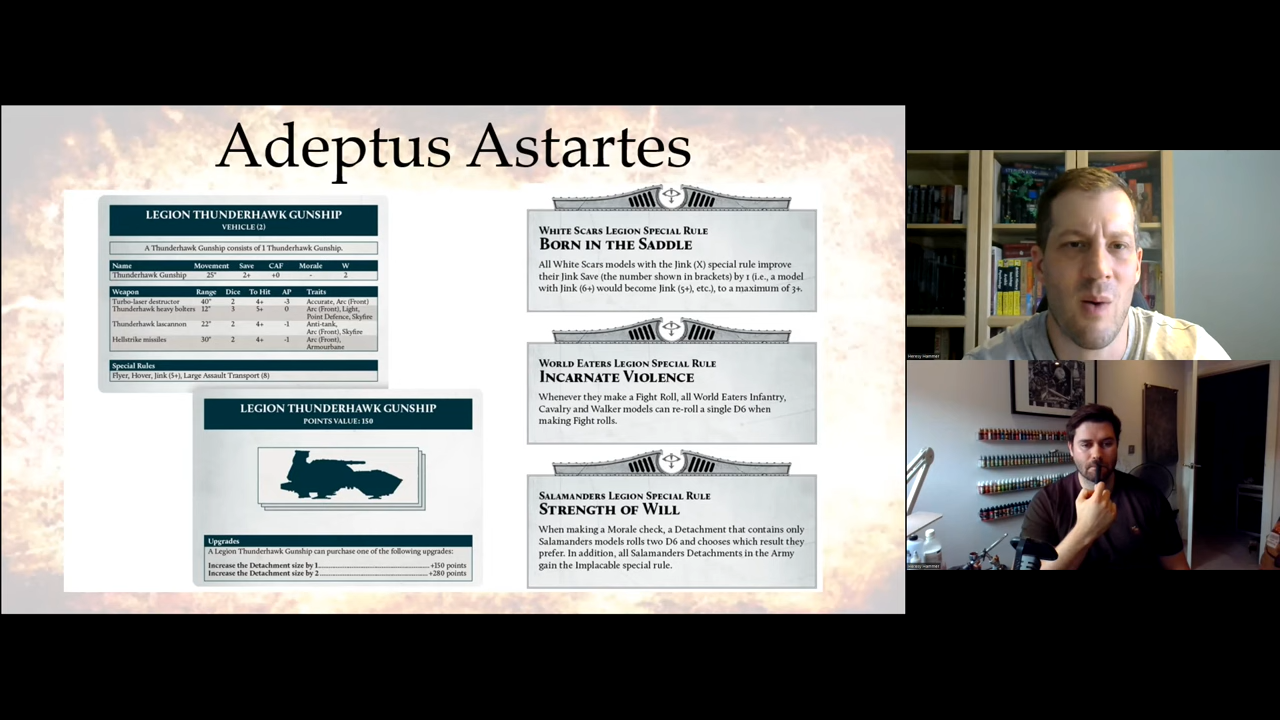 Adeptus Astartes
LEGION THUNDERHAWK GUNSHIP
VEHICLE (2)
A Thunderhawk Gunship consists of 1 Thunderhawk Gunship.
Name Movement Save CAF Morale W
Thunderhawk Gunship 25" 2+ +0 - 2
Weapon Range Dice To Hit AP Traits
Turbo-laser destructor 40" 2 4+ -3 Accurate, Arc (Front)
Thunderhawk heavy bolters 12" 3 5+ 0 Arc (Front), Light,
Point Defence, Skyfire
Thunderhawk lascannon 22" 2 4+ -1 Anti-tank,
Arc (Front), Skyfire
Hellstrike missiles 30" 2 4+ -1 Arc (Front),
Armourbane
Special Rules
Flyer, Hover, Jink (5+), Large Assault Transport (8)
LEGION THUNDERHAWK GUNSHIP
POINTS VALUE: 150
Upgrades
A Legion Thunderhawk Gunship can purchase one of the following upgrades:
Increase the Detachment size by 1 +150 points
Increase the Detachment size by 2 +280 points
WHITE SCARS LEGION SPECIAL RULE
BORN IN THE SADDLE
All White Scars models with the Jink (X) special rule improve
their Jink Save (the number shown in brackets) by 1 (i.e., a model
with Jink (6+) would become Jink (5+), etc.), to a maximum of 3+.
WORLD EATERS LEGION SPECIAL RULE
INCARNATE VIOLENCE
Whenever they make a Fight Roll, all World Eaters Infantry,
Cavalry and Walker models can re-roll a single D6 when
making Fight rolls.
SALAMANDERS LEGION SPECIAL RULE
STRENGTH OF WILL
When making a Morale check, a Detachment that contains only
Salamanders models rolls two D6 and chooses which result they
prefer. In addition, all Salamanders Detachments in the Army
gain the Implacable special rule.
Henny Hammer
Henny Hammer